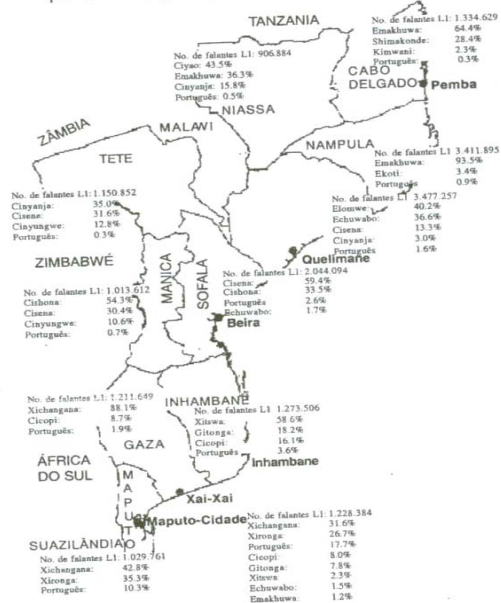 TANZANIA
No. de falantes L1: 1.334.629
Emakhuwa: 64.4%
Shimakonde: 28.4%
Kimwani: 2.3%
Português: 0.3%
No. de falantes L1: 906.884
Ciyao: 43.5%
Emakhuwa: 36.3%
Cinyanja: 15.8%
Português: 0.5%
CABO
DELGADO
Pemba
NIASSA
MALAWI
ZÂMBIA
TETE
NAMPULA
No. de falantes L1 3.411.895
Emakhuwa: 93.5%
Ekoti: 3.4%
Português 0.9%
No. de falantes L1: 1.150.852
Cinyanja: 35.0%
Cisena: 31.6%
Cinyungwe: 12.8%
Português: 0.3%
No. de falantes L1 3.477.257
Elomwe: 40.2%
Echuwabo: 36.6%
Cisena: 13.3%
Cinyanja: 3.0%
Português 1.6%
Quelimane
ZIMBABWÉ
MANICA
SOFALA
No. de falantes L1: 2.044.094
Cisena: 59.4%
Cishona: 33.5%
Português 2.6%
Echuwabo: 1.7%
Beira
No. de falantes L1: 1.013.612
Cishona: 54.3%
Cisena: 30.4%
Cinyungwe: 10.6%
Português: 0.7%
No. de falantes L1: 1.211.649
Xichangana: 88.1%
Cicopi: 8.7%
Português: 1.9%
INHAMBANE
No. de falantes L1 1.273.506
Xitswa: 58.6%
Gitonga: 18.2%
Cicopi: 16.1%
Português 3.6%
Inhambane
GAZA
ÁFRICA
DO SUL
MAPUTO
Xai-Xai
Maputo-Cidade
SUAZILÂNDIA
No. de falantes L1: 1.029.761
Xichangana: 42.8%
Xironga: 35.3%
Português: 10.3%
No. de falantes L1: 1.228.384
Xichangana: 31.6%
Xironga: 26.7%
Português: 17.7%
Cicopi: 8.0%
Gitonga: 7.8%
Xitswa 2.3%
Echuwabo: 1.5%
Emakhuwa: 1.2%